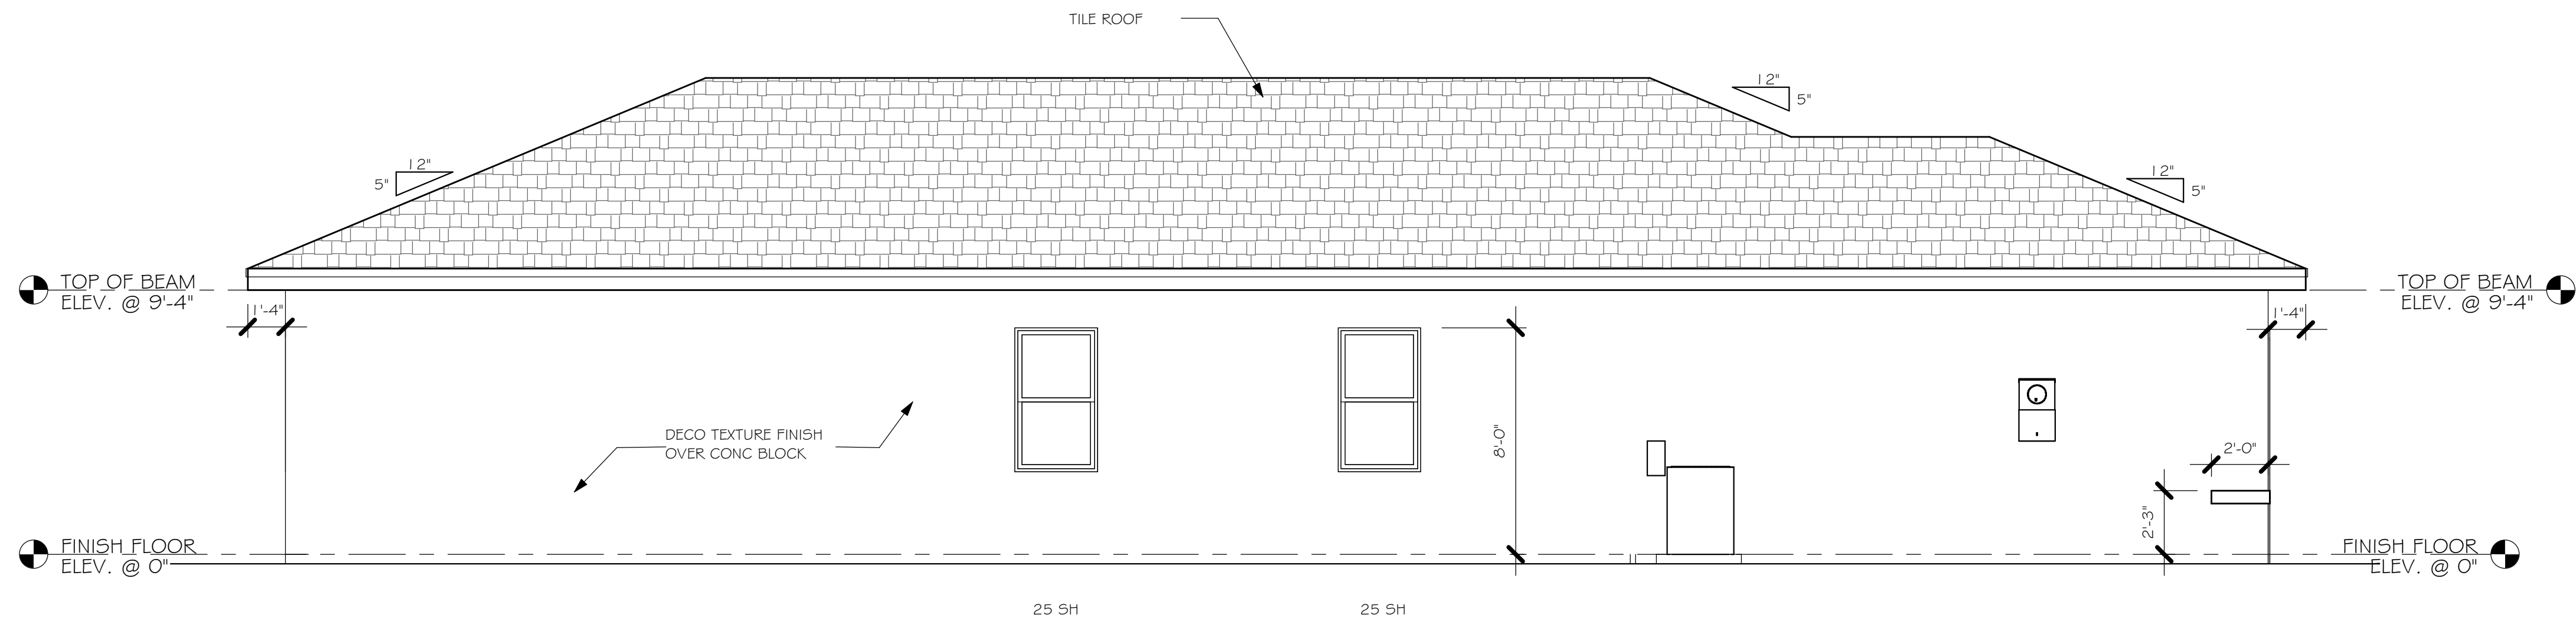 TILE ROOF
12"
5"
12"
5"
12"
5"
TOP OF BEAM
ELEV. @ 9'-4"
TOP OF BEAM
ELEV. @ 9'-4"
1'-4"
1'-4"
DECO TEXTURE FINISH
OVER CONC BLOCK
8'-0"
2'-0"
2'-3"
FINISH FLOOR
ELEV. @ 0"
FINISH FLOOR
ELEV. @ 0"
25 SH
25 SH